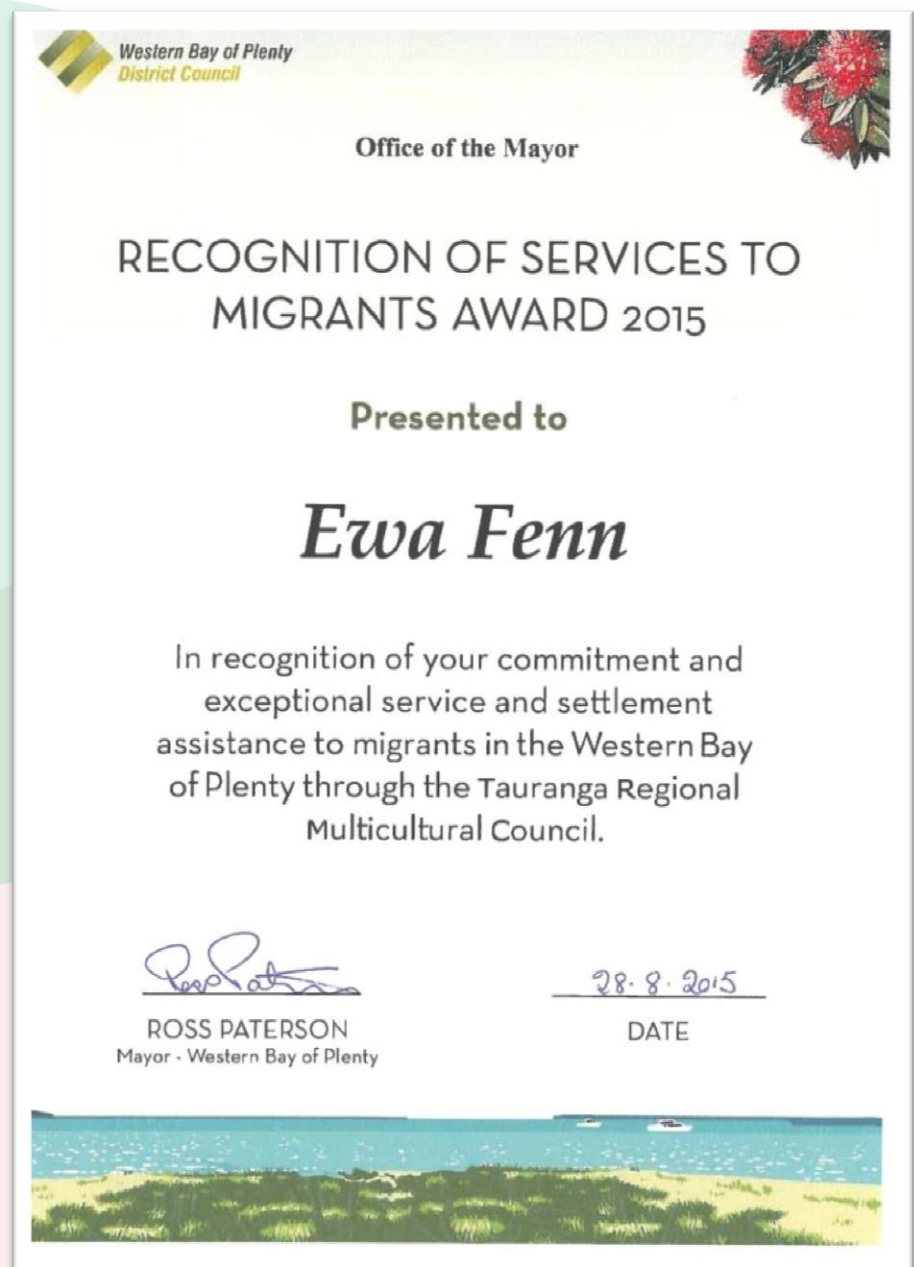 Western Bay of Plenty
District Council
Office of the Mayor
RECOGNITION OF SERVICES TO
MIGRANTS AWARD 2015
Presented to
Ewa Fenn
In recognition of your commitment and
exceptional service and settlement
assistance to migrants in the Western Bay
of Plenty through the Tauranga Regional
Multicultural Council.
Ross Paterson
28.8.2015
ROSS PATERSON
DATE
Mayor - Western Bay of Plenty